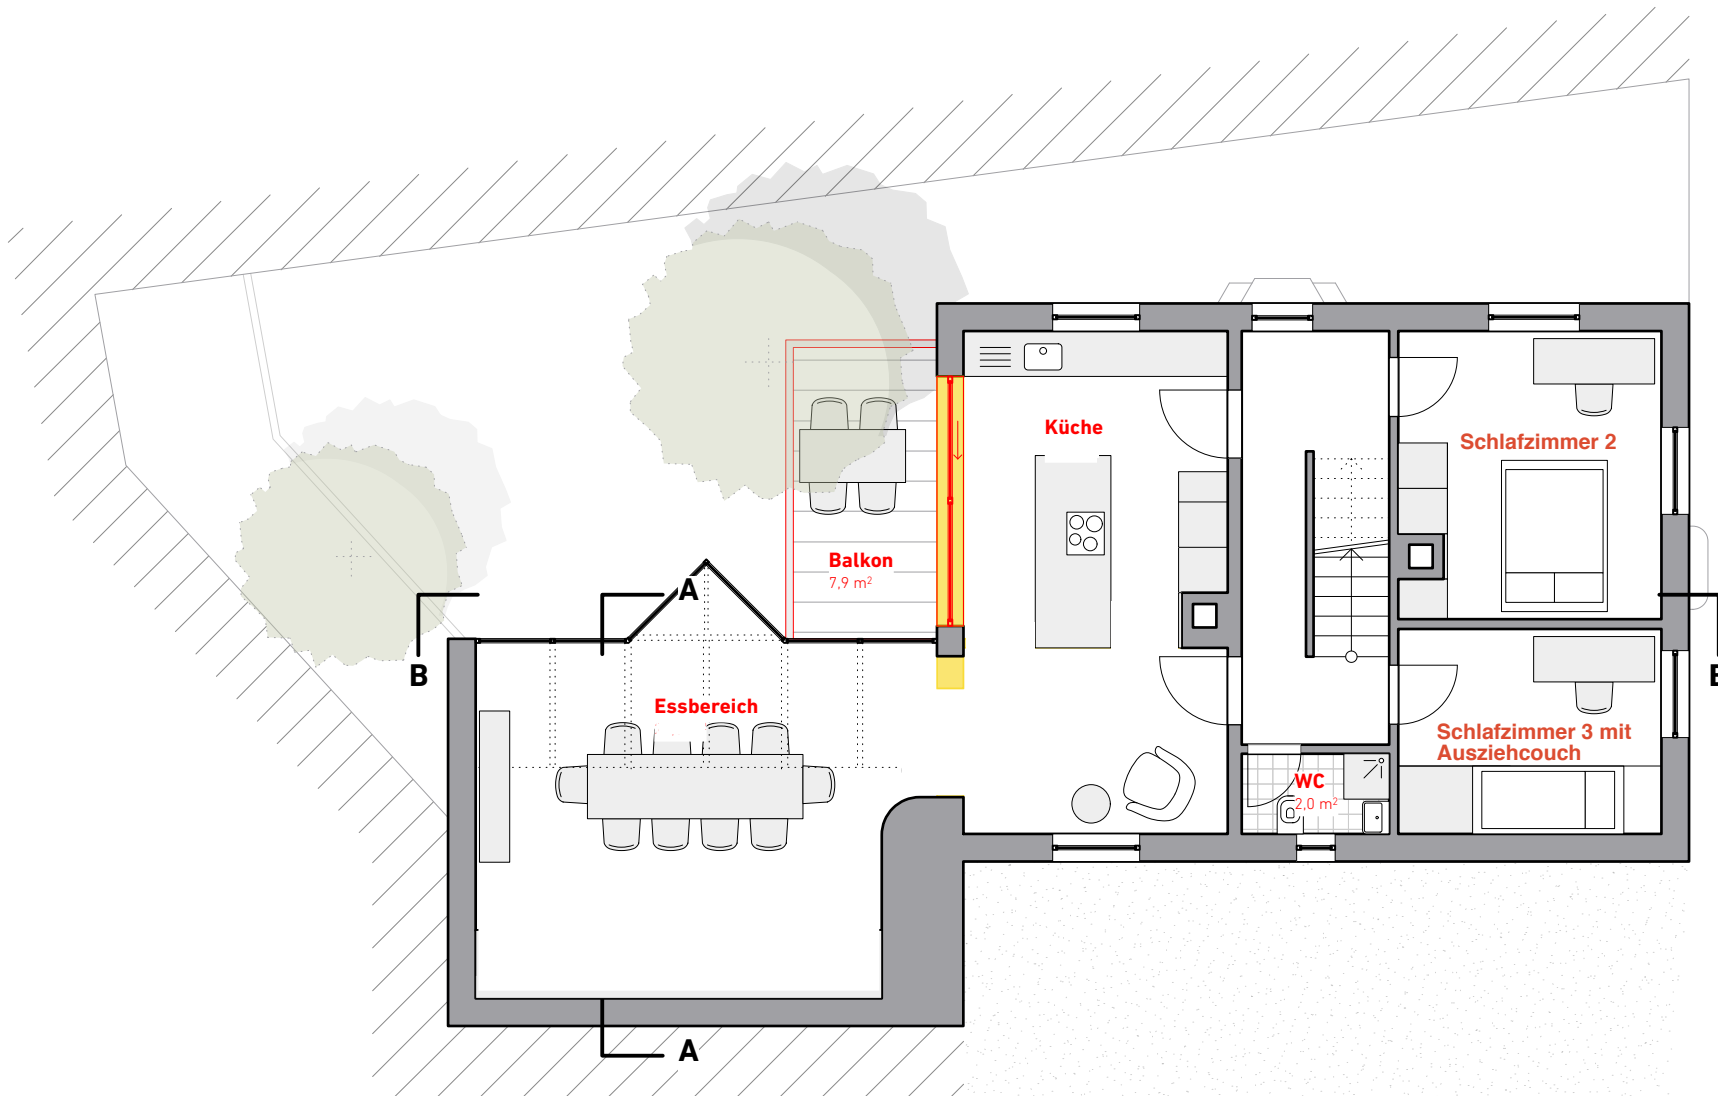 Küche
Schlafzimmer 2
Balkon
7,9 m²
A
B
B
Essbereich
Schlafzimmer 3 mit
Ausziehcouch
WC
2,0 m²
A